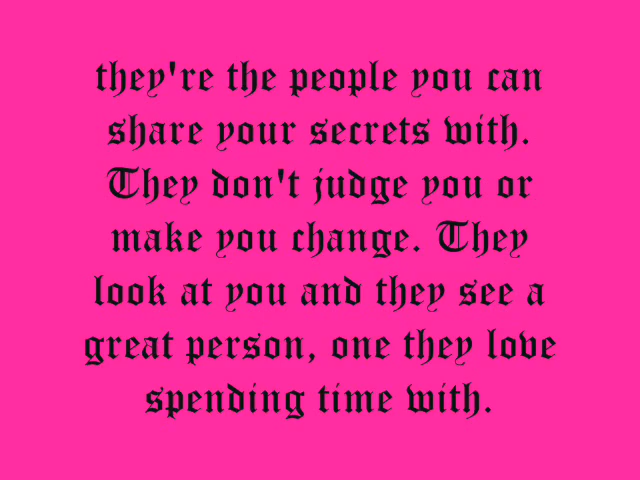 they're the people you can
share your secrets with.
They don't judge you or
make you change. They
look at you and they see a
great person, one they love
spending time with.